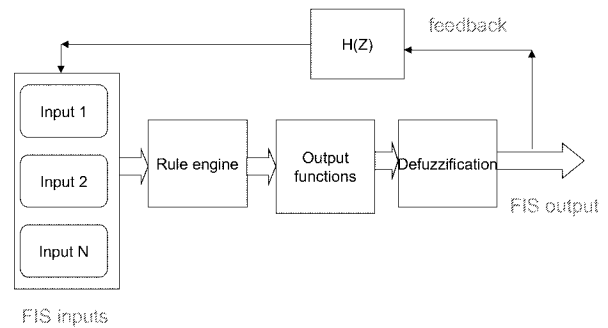 feedback
H(Z)
Input 1
Input 2
Input N
Rule engine
Output
functions
Defuzzification
FIS output
FIS inputs